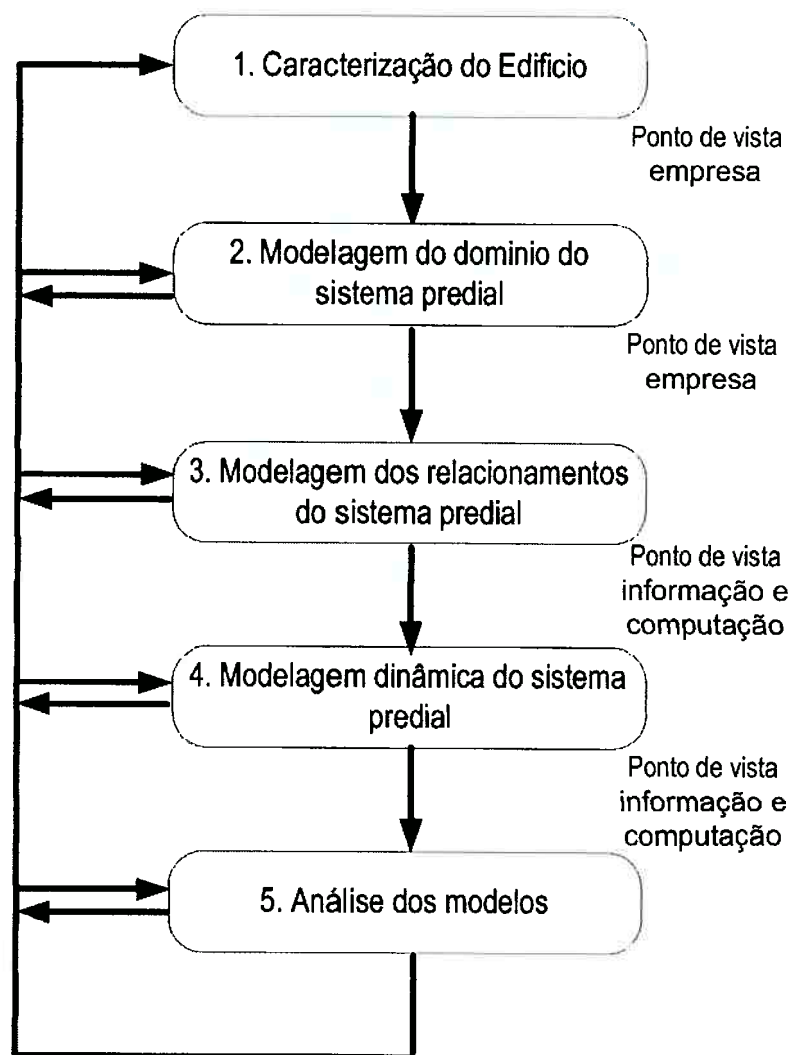 1. Caracterização do Edificio
Ponto de vista
empresa
2. Modelagem do dominio do
sistema predial
Ponto de vista
empresa
3. Modelagem dos relacionamentos
do sistema predial
Ponto de vista
informação e
computação
4. Modelagem dinâmica do sistema
predial
Ponto de vista
informação e
computação
5. Análise dos modelos